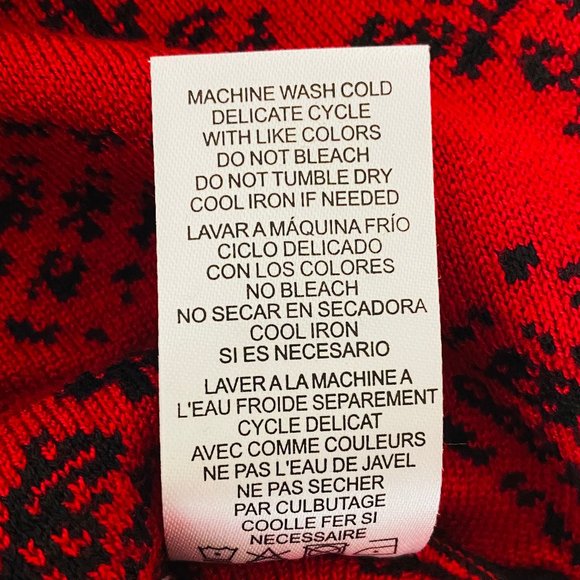 MACHINE WASH COLD
DELICATE CYCLE
WITH LIKE COLORS
DO NOT BLEACH
DO NOT TUMBLE DRY
COOL IRON IF NEEDED
LAVAR A MÁQUINA FRÍO
CICLO DELICADO
CON LOS COLORES
NO BLEACH
NO SECAR EN SECADORA
COOL IRON
SI ES NECESARIO
LAVER A LA MACHINE A
L'EAU FROIDE SEPAREMENT
CYCLE DELICAT
AVEC COMME COULEURS
NE PAS L'EAU DE JAVEL
NE PAS SECHER
PAR CULBUTAGE
COOLLE FER SI
NECESSAIRE